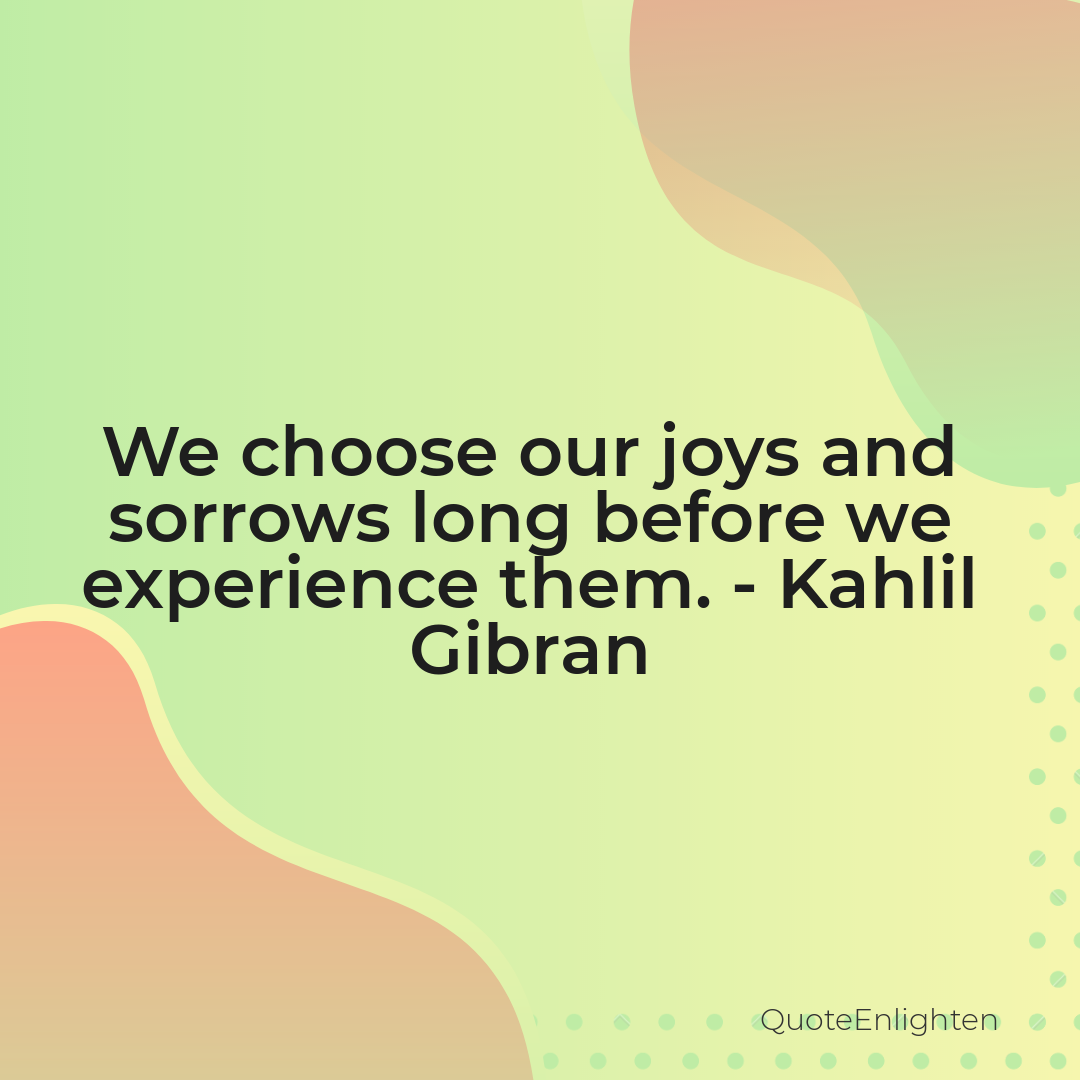 We choose our joys and
sorrows long before we
experience them. - Kahlil
Gibran
QuoteEnlighten